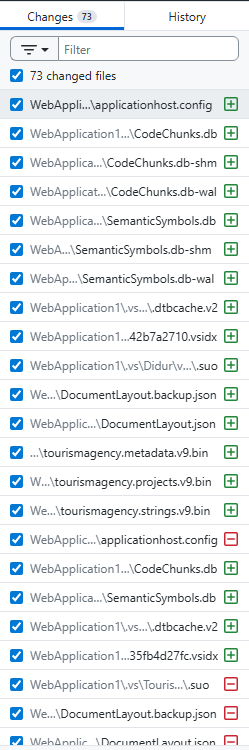 Changes 73 History
Filter
73 changed files
WebAppli...\applicationhost.config
WebApplication1...\CodeChunks.db
WebApplica...\CodeChunks.db-shm
WebApplicat...\CodeChunks.db-wal
WebApplica...\SemanticSymbols.db
WebA...\SemanticSymbols.db-shm
WebAp...\SemanticSymbols.db-wal
WebApplication1\.vs...\.dtbcache.v2
WebApplication1...42b7a2710.vsidx
WebApplication1\.vs\Didur\v...\.suo
We...\DocumentLayout.backup.json
WebApplic...\DocumentLayout.json
...\tourismagency.metadata.v9.bin
W...\tourismagency.projects.v9.bin
We...\tourismagency.strings.v9.bin
WebApplic...\applicationhost.config
WebApplication1...\CodeChunks.db
WebApplica...\SemanticSymbols.db
WebApplication1\.vs...\.dtbcache.v2
WebApplication1...35fb4d27fc.vsidx
WebApplication1\.vs\Touris...\.suo
We...\DocumentLayout.backup.json
WebApplic...\DocumentLayout.json